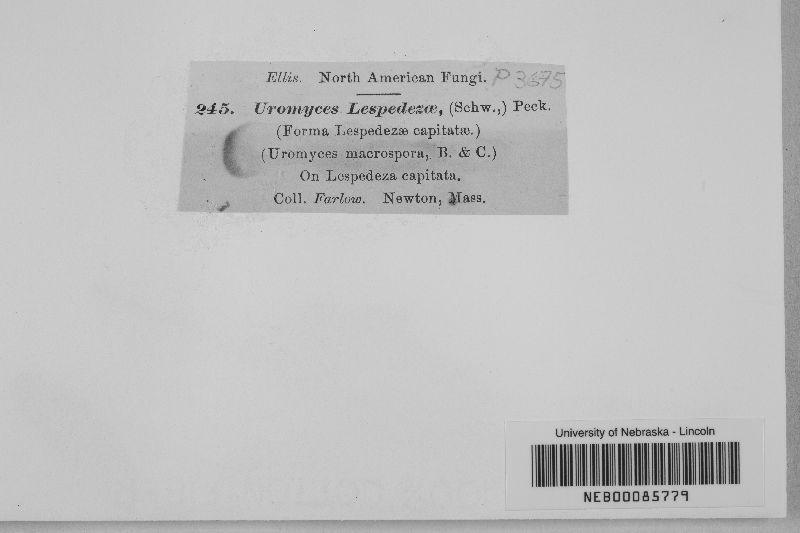 Ellis. North American Fungi. P 3675
245. Uromyces Lespedezæ, (Schw.,) Peck.
(Forma Lespedezæ capitatæ.)
(Uromyces macrospora, B. & C.)
On Lespedeza capitata.
Coll. Farlow. Newton, Mass.
University of Nebraska - Lincoln
NEB00085779